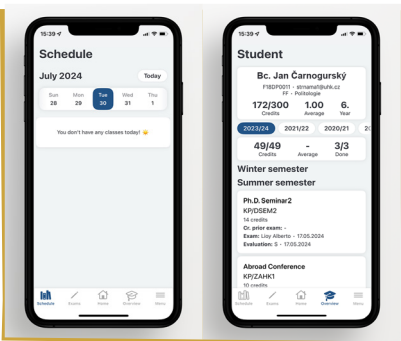 15:39
Schedule
July 2024
Today
Sun
Mon
Tue
Wed
Thu
28
29
30
31
1
You don't have any classes today!
Schedule
Exams
Home
Overview
Menu
15:39
Student
Bc. Jan Čarnogurský
F18DP0011 - strnama1@uhk.cz
FF - Politologie
172/300
1.00
6.
Credits
Average
Year
2023/24
2021/22
2020/21
49/49
-
3/3
Credits
Average
Done
Winter semester
Summer semester
Ph.D. Seminar2
KP/DSEM2
14 credits
Cr. prior exam: -
Exam: Lioy Alberto - 17.05.2024
Evaluation: S - 17.05.2024
Abroad Conference
KP/ZAHK1
10 credits
Schedule
Exams
Home
Overview
Menu